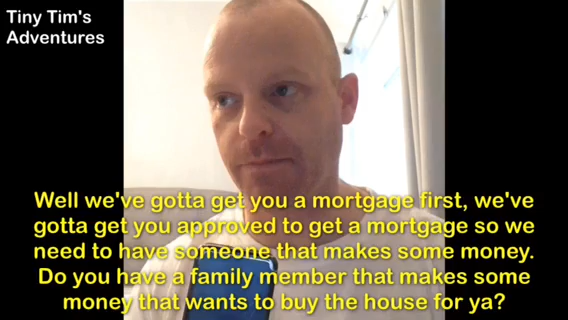 Tiny Tim's
Adventures
Well we've gotta get you a mortgage first, we've
gotta get you approved to get a mortgage so we
need to have someone that makes some money.
Do you have a family member that makes some
money that wants to buy the house for ya?